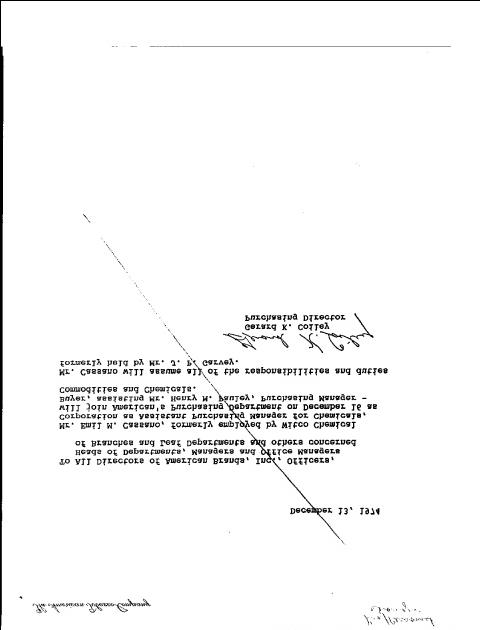 The American Tobacco Company
December 13, 1974
To All Directors of American Brands, Inc., Officers,
Heads of Departments, Managers and Office Managers
of Branches and Leaf Departments and others concerned
Mr. Emil M. Cassano, formerly employed by Witco Chemical
Corporation as Assistant Purchasing Manager for Chemicals,
will join American's Purchasing Department on December 16 as
Buyer, assisting Mr. Henry M. Pauley, Purchasing Manager -
Commodities and Chemicals.
Mr. Cassano will assume all of the responsibilities and duties
formerly held by Mr. J. P. Garvey.
Gerard K. Coiley
Purchasing Director